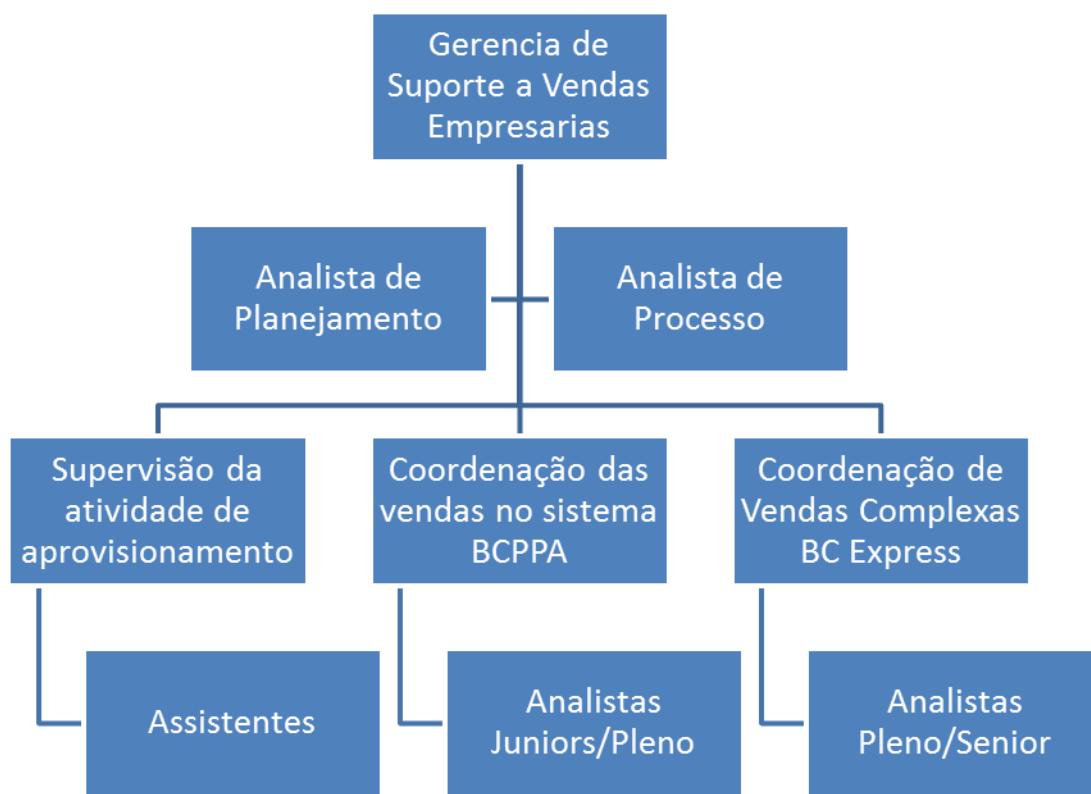 Gerencia de
Suporte a Vendas
Empresarias
Analista de
Planejamento
Analista de
Processo
Supervisão da
atividade de
aprovisionamento
Coordenação das
vendas no sistema
BCPPA
Coordenação de
Vendas Complexas
BC Express
Assistentes
Analistas
Juniors/Pleno
Analistas
Pleno/Senior